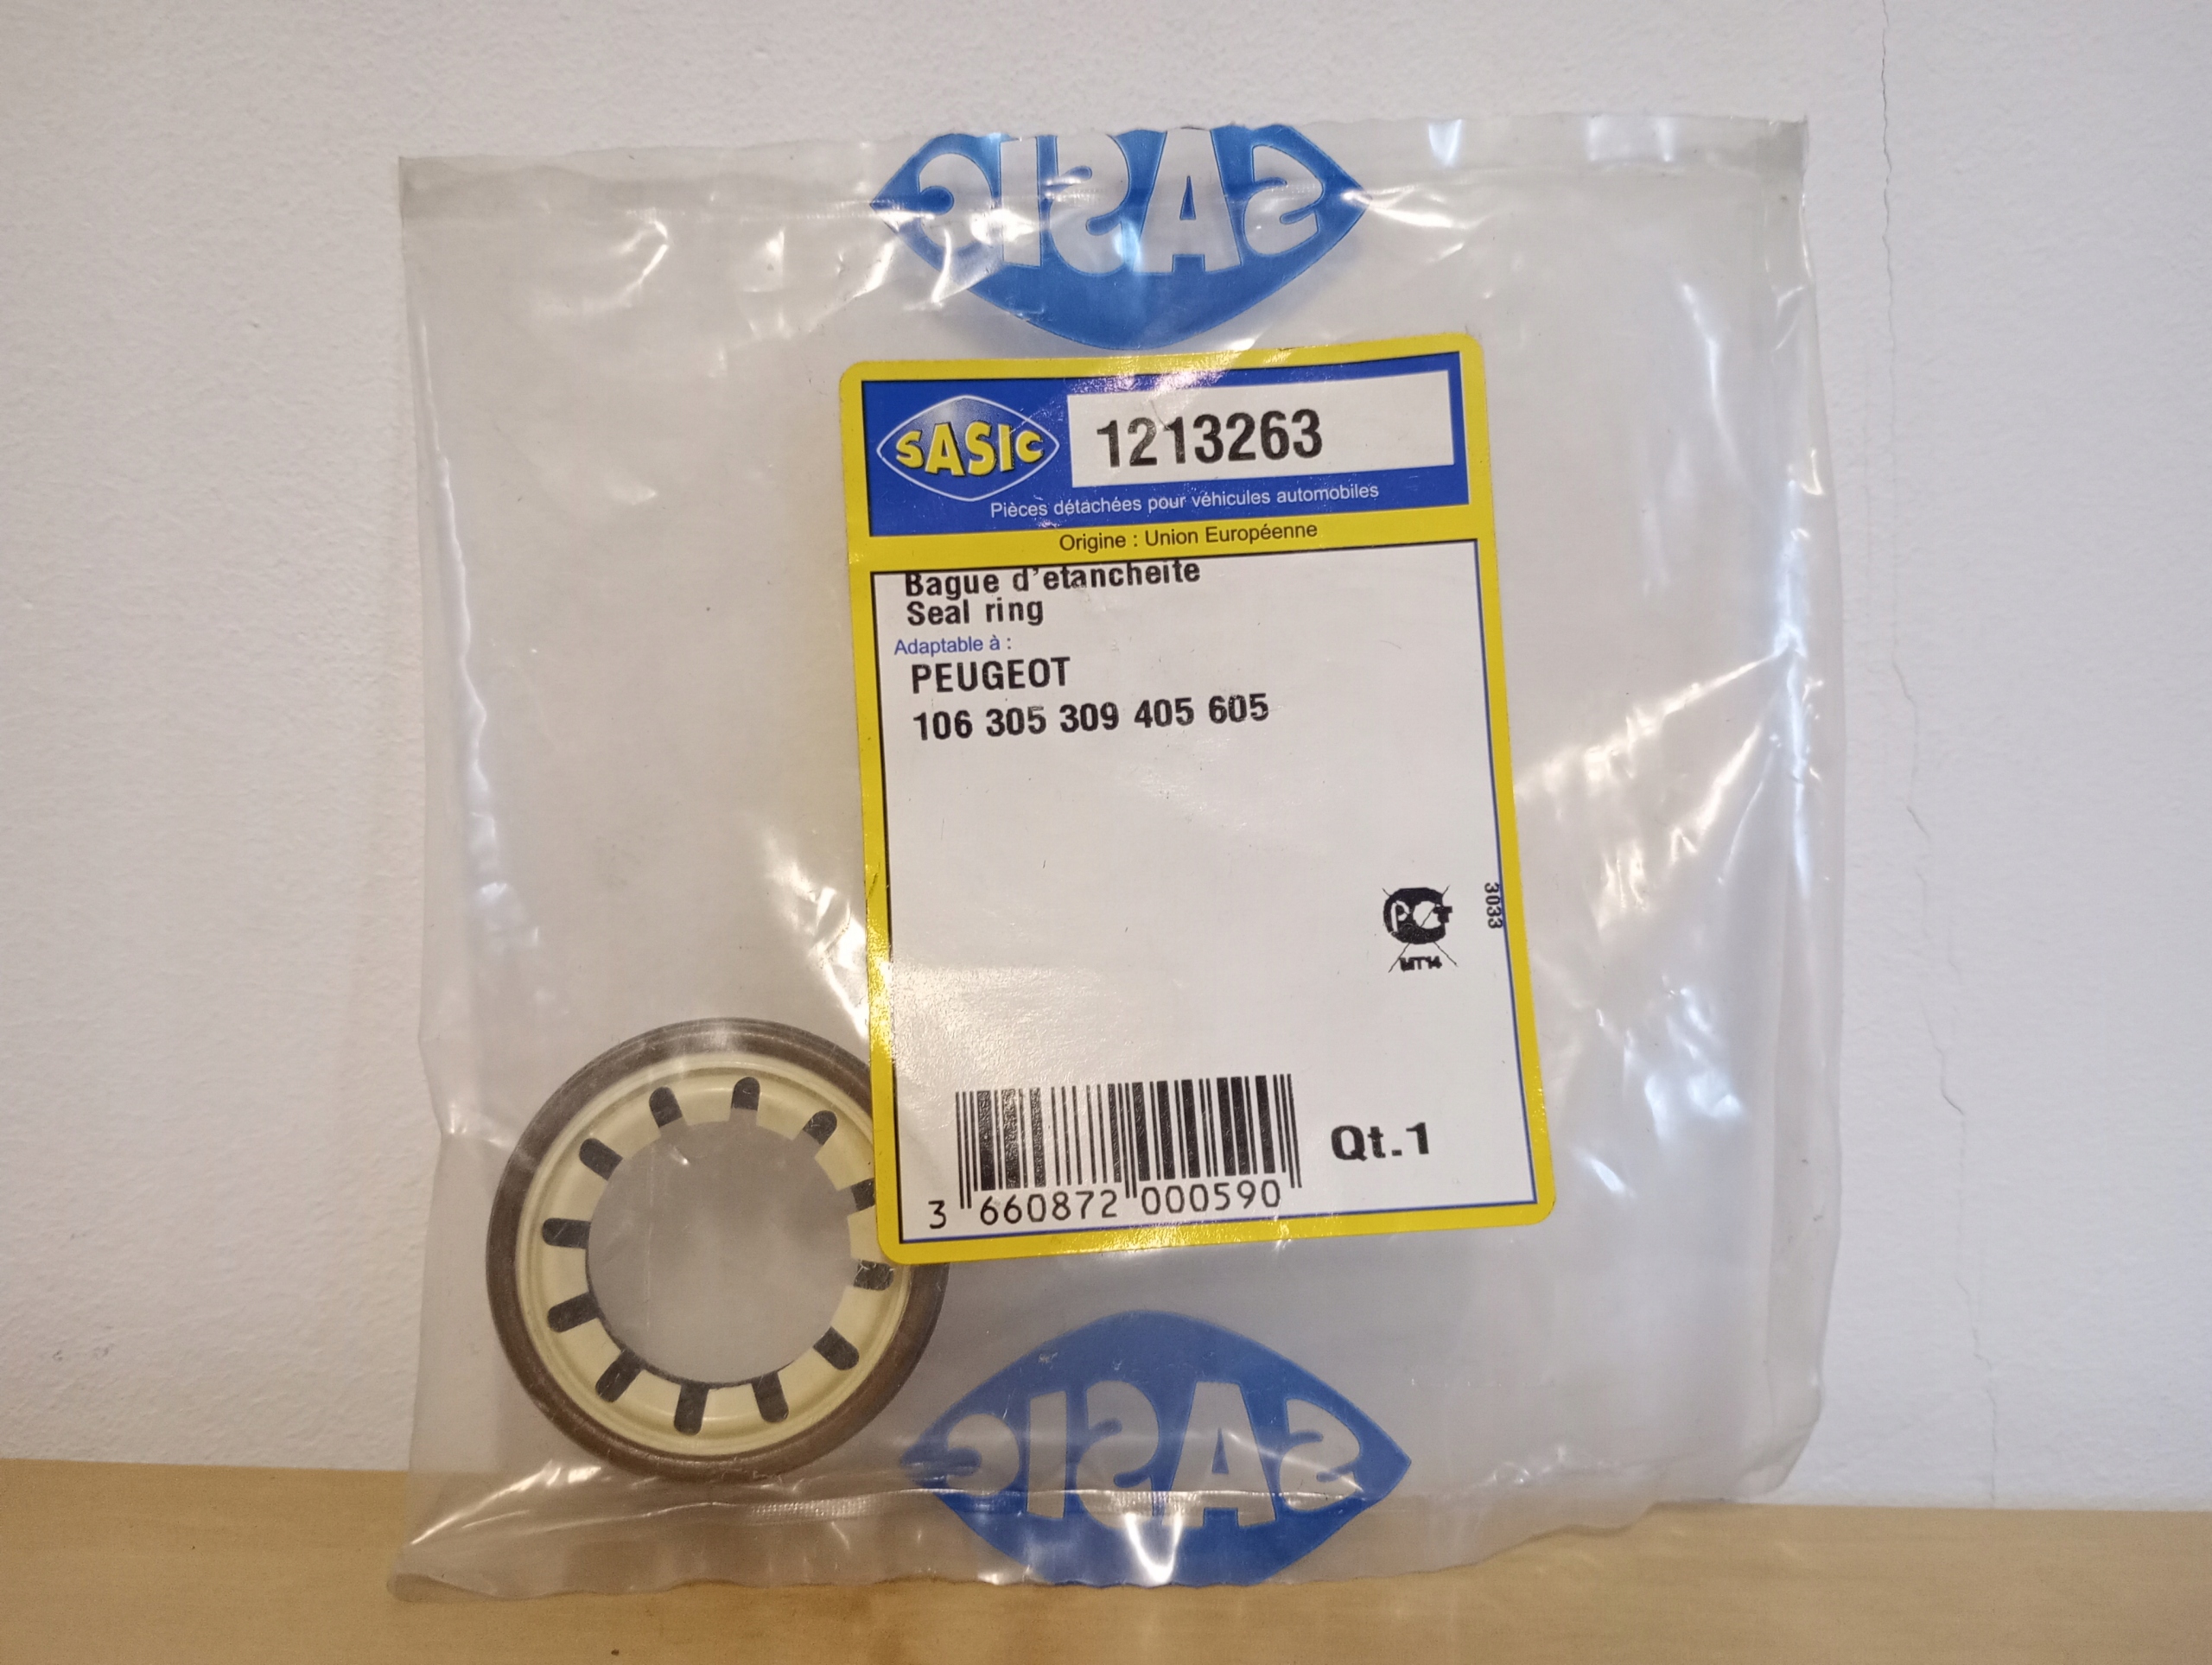 SASIC
SASIC
1213263
Pièces détachées pour véhicules automobiles
Origine : Union Européenne
Bague d'etancheite
Seal ring
Adaptable à :
PEUGEOT
106 305 309 405 605
3033
MT14
Qt.1
3 660872 000590
SASIC